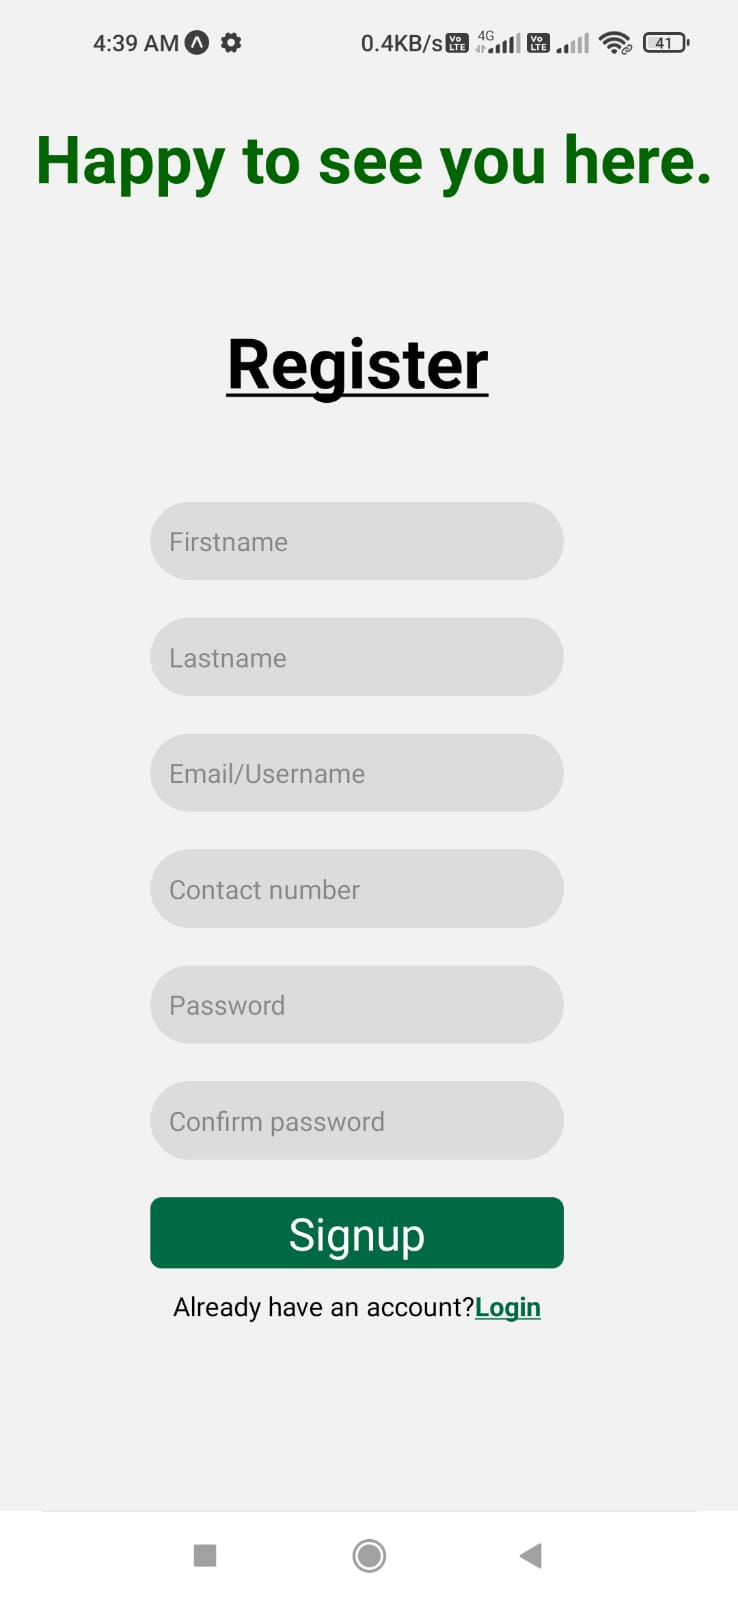 4:39 AM 0.4KB/s Vo LTE 4G Vo LTE 41
Happy to see you here.
Register
Firstname
Lastname
Email/Username
Contact number
Password
Confirm password
Signup
Already have an account?Login